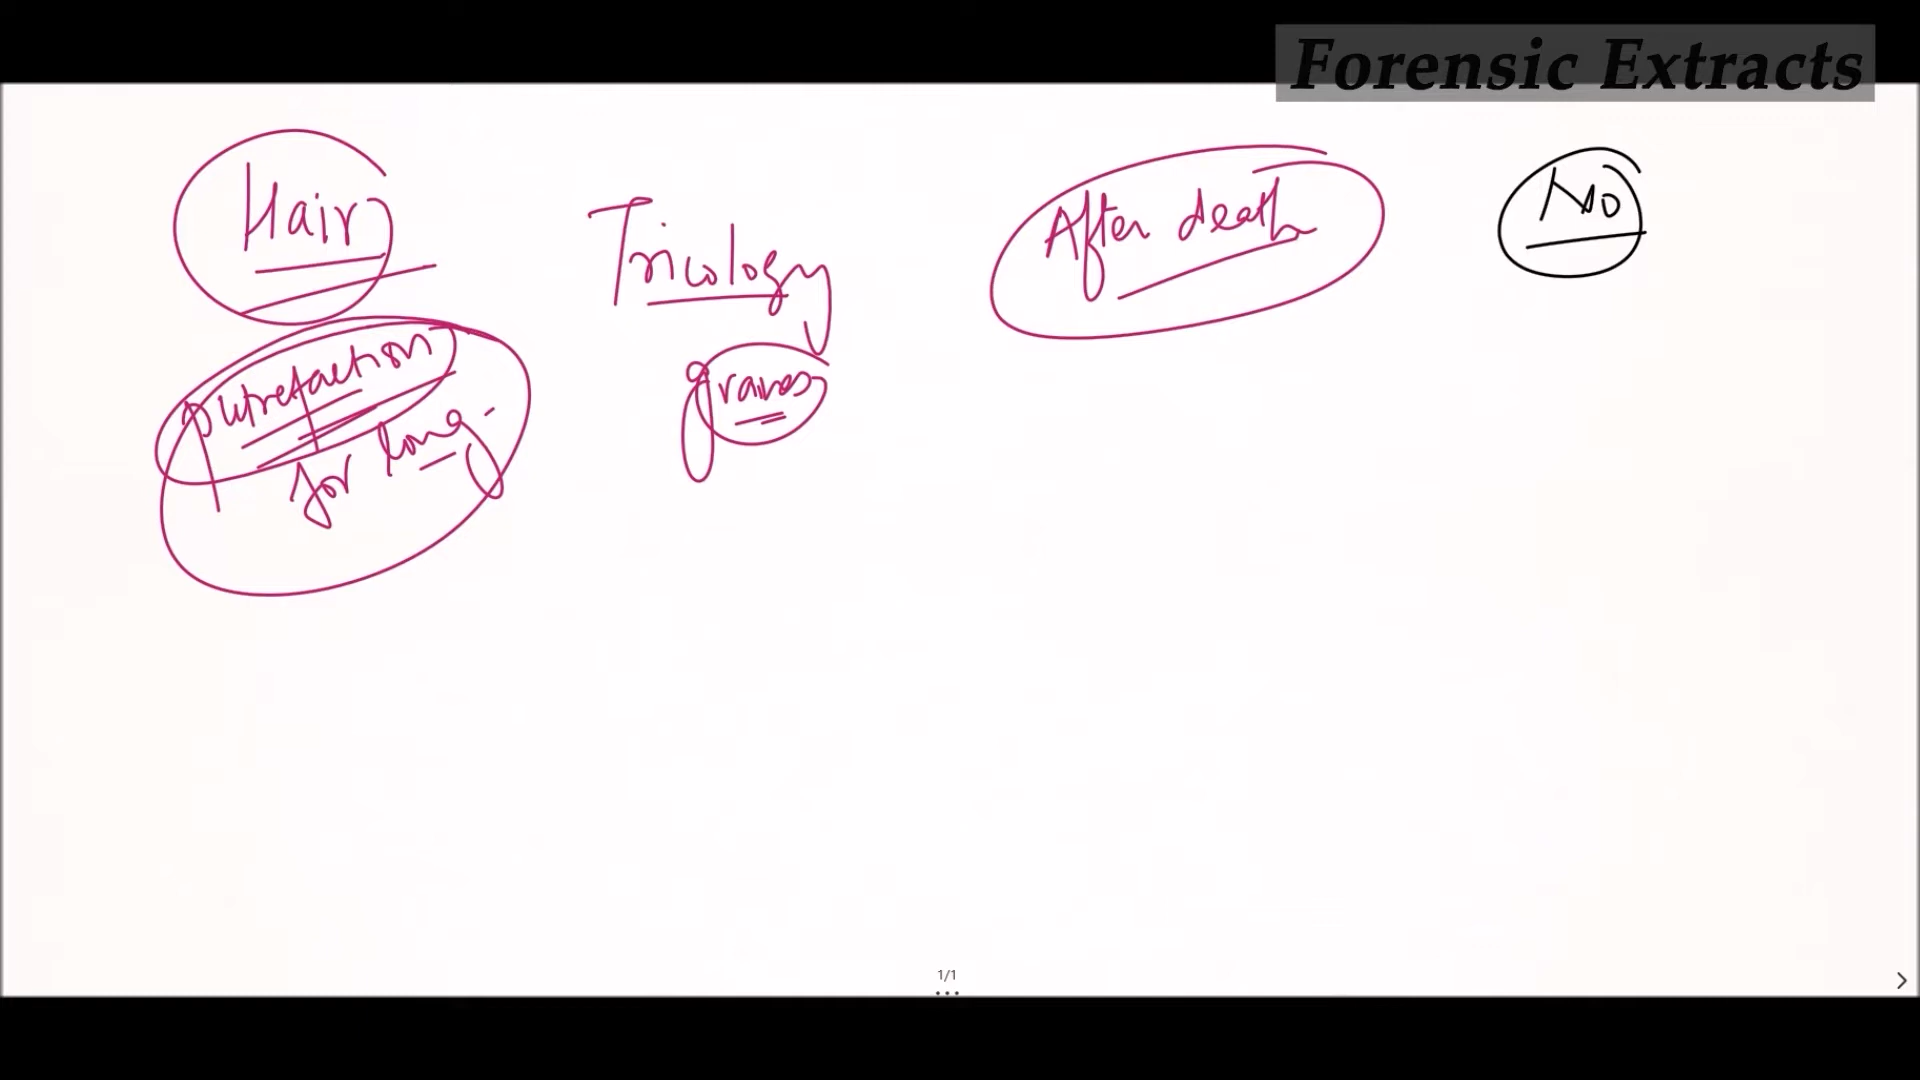 Forensic Extracts
Hair
Tricology
After death
No
putrefaction
for long.
graves
1/1